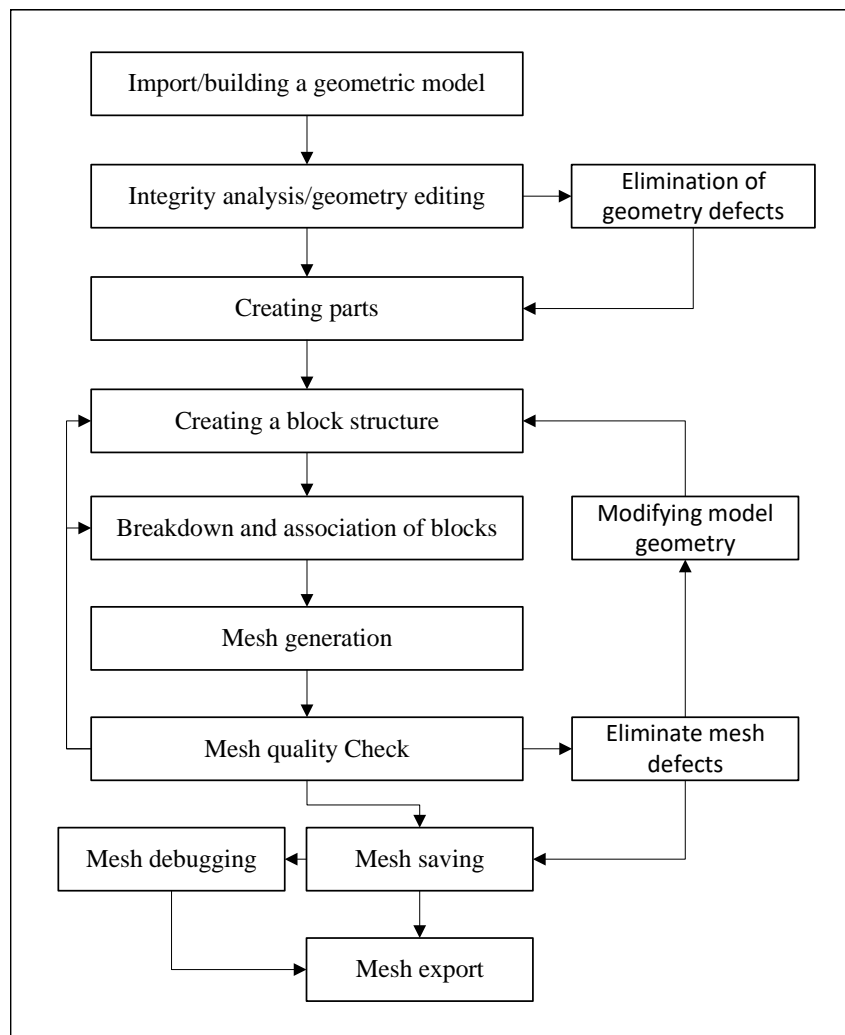 Import/building a geometric model
Integrity analysis/geometry editing
Elimination of
geometry defects
Creating parts
Creating a block structure
Breakdown and association of blocks
Modifying model
geometry
Mesh generation
Mesh quality Check
Eliminate mesh
defects
Mesh debugging
Mesh saving
Mesh export